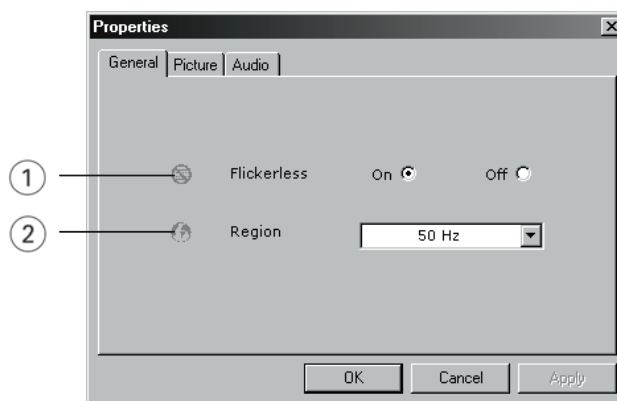 Properties
General Picture Audio
1 Flickerless On Off
2 Region 50 Hz
OK Cancel Apply